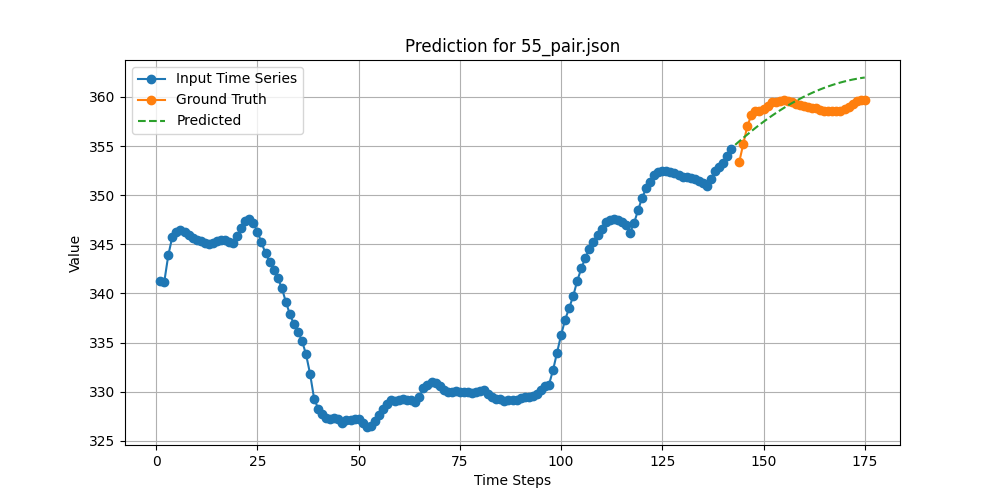 Prediction for 55_pair.json
Input Time Series
Ground Truth
Predicted
Value
360
355
350
345
340
335
330
325
0 25 50 75 100 125 150 175
Time Steps